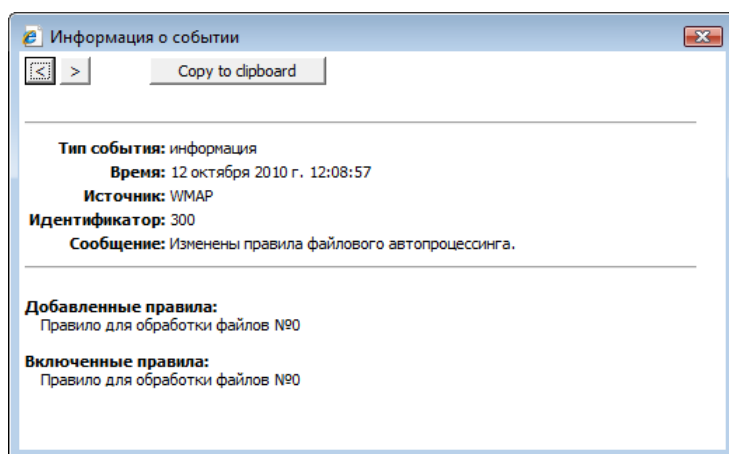 Информация о событии
< > Copy to clipboard
Тип события: информация
Время: 12 октября 2010 г. 12:08:57
Источник: WMAP
Идентификатор: 300
Сообщение: Изменены правила файлового автопроцессинга.
Добавленные правила:
Правило для обработки файлов №0
Включенные правила:
Правило для обработки файлов №0